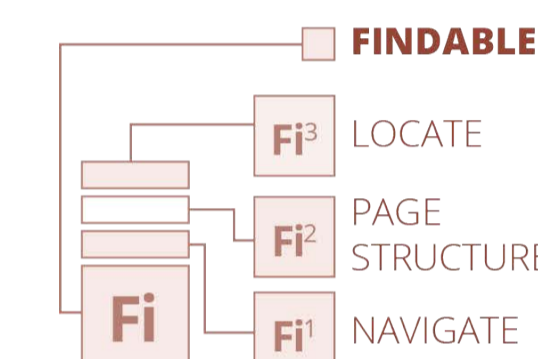 FINDABLE
Fi³ LOCATE
Fi² PAGE
STRUCTURE
Fi
Fi¹ NAVIGATE